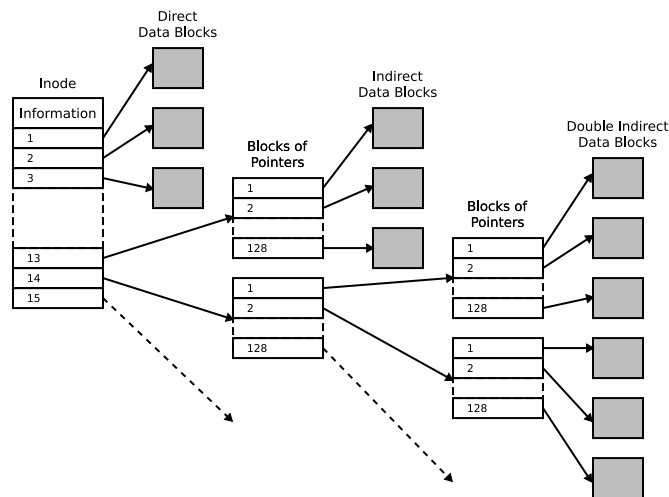 Direct
Data Blocks
Inode
Information
1
2
3
13
14
15
Blocks of
Pointers
1
2
128
1
2
128
Indirect
Data Blocks
Blocks of
Pointers
1
2
128
1
2
128
Double Indirect
Data Blocks